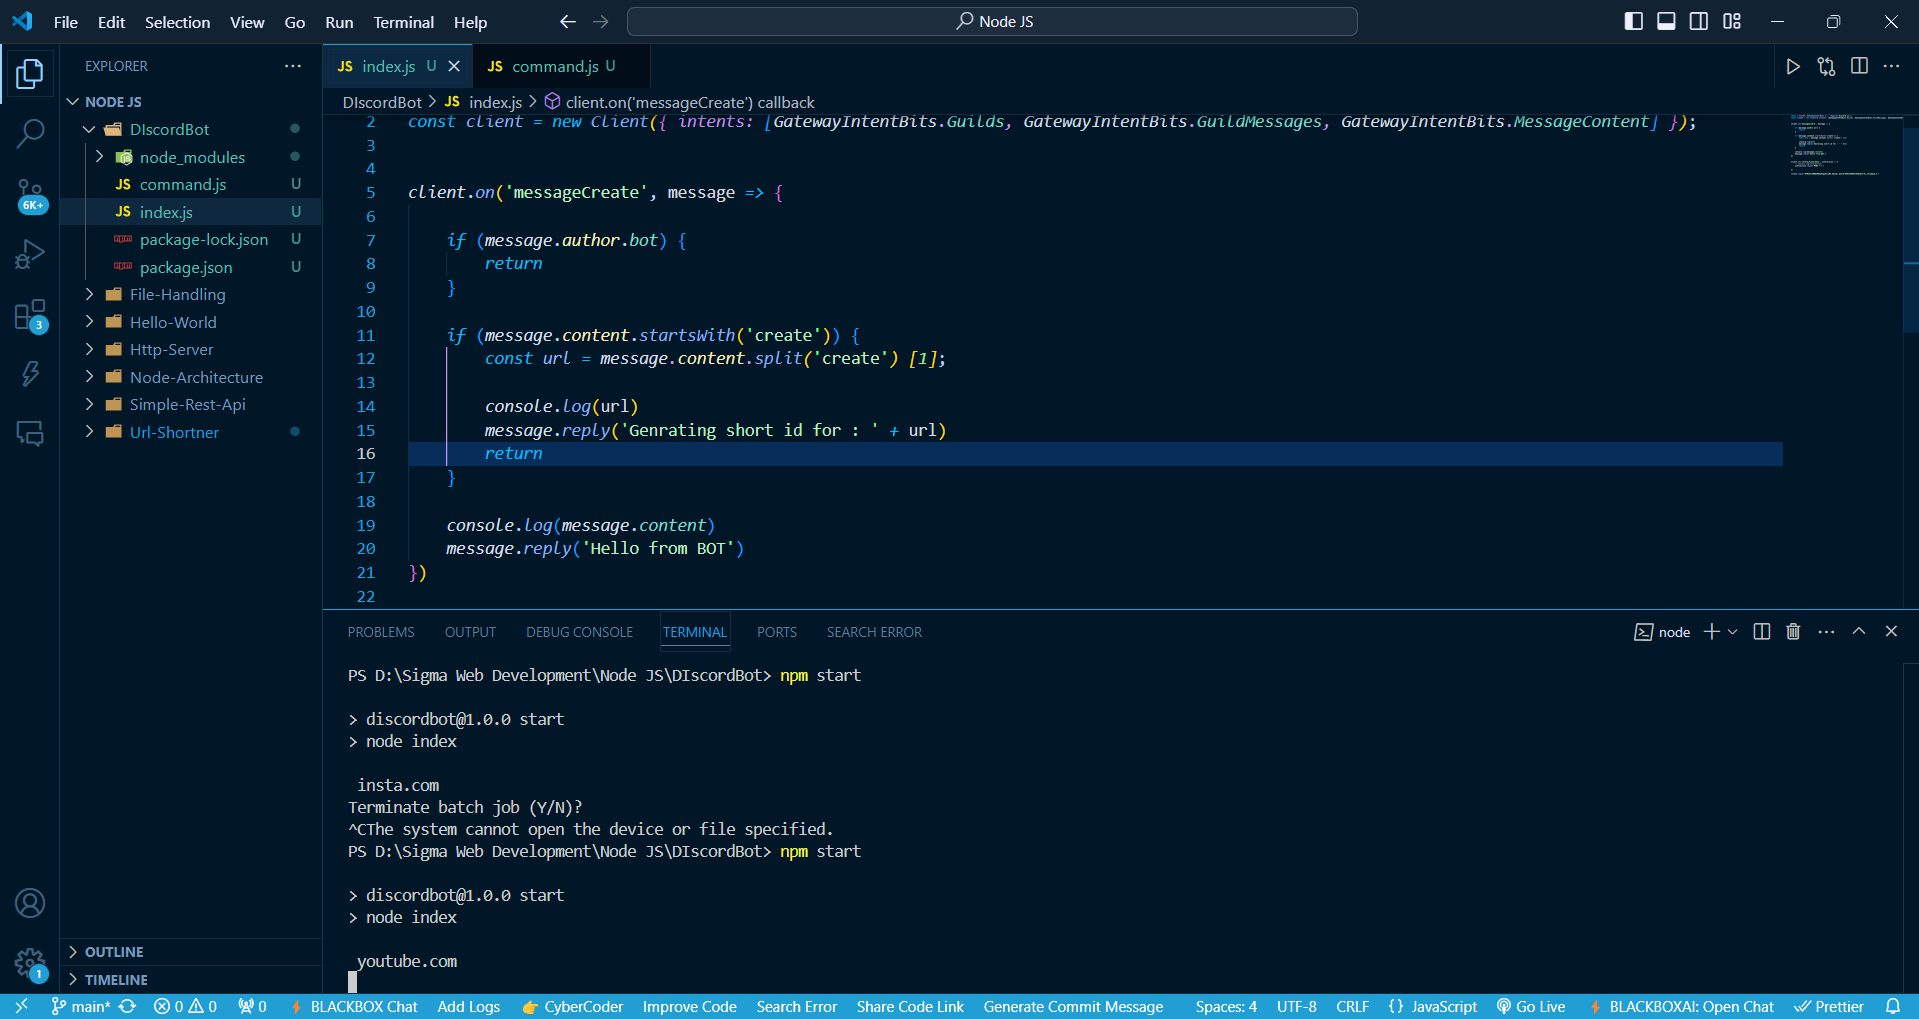 File Edit Selection View Go Run Terminal Help Node JS
EXPLORER
NODE JS
DIscordBot
node_modules
JS command.js U
JS index.js U
package-lock.json U
package.json U
File-Handling
Hello-World
Http-Server
Node-Architecture
Simple-Rest-Api
Url-Shortner
OUTLINE
TIMELINE
6K+
3
1
JS index.js U
JS command.js U
DIscordBot > JS index.js > client.on('messageCreate') callback
2 const client = new Client({ intents: [GatewayIntentBits.Guilds, GatewayIntentBits.GuildMessages, GatewayIntentBits.MessageContent] });
3
4
5 client.on('messageCreate', message => {
6
7 if (message.author.bot) {
8 return
9 }
10
11 if (message.content.startsWith('create')) {
12 const url = message.content.split('create') [1];
13
14 console.log(url)
15 message.reply('Genrating short id for : ' + url)
16 return
17 }
18
19 console.log(message.content)
20 message.reply('Hello from BOT')
21 })
22
PROBLEMS OUTPUT DEBUG CONSOLE TERMINAL PORTS SEARCH ERROR node
PS D:\Sigma Web Development\Node JS\DIscordBot> npm start
> discordbot@1.0.0 start
> node index
insta.com
Terminate batch job (Y/N)?
^CThe system cannot open the device or file specified.
PS D:\Sigma Web Development\Node JS\DIscordBot> npm start
> discordbot@1.0.0 start
> node index
youtube.com
main* 0 0 0 BLACKBOX Chat Add Logs CyberCoder Improve Code Search Error Share Code Link Generate Commit Message Spaces: 4 UTF-8 CRLF {} JavaScript Go Live BLACKBOXAI: Open Chat Prettier